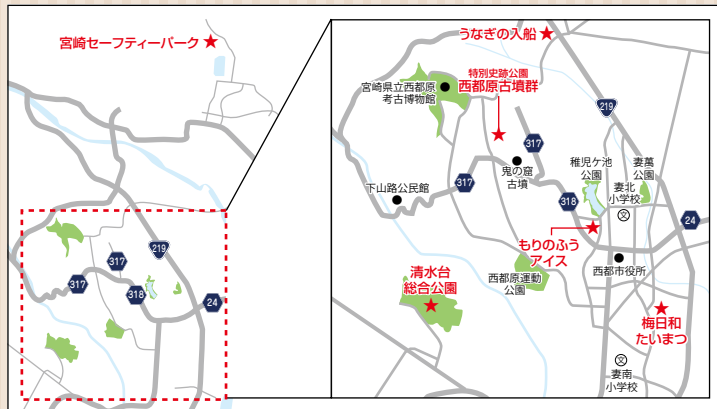 宮崎セーフティーパーク
219
317
317
318
24
うなぎの入船
特別史跡公園
西都原古墳群
宮崎県立西都原
考古博物館
219
317
鬼の窟
古墳
稚児ケ池
公園
妻萬
公園
妻北
小学校
文
下山路公民館
317
318
24
もりのふう
アイス
西都市役所
清水台
総合公園
西都原運動
公園
梅日和
たいまつ
文
妻南
小学校